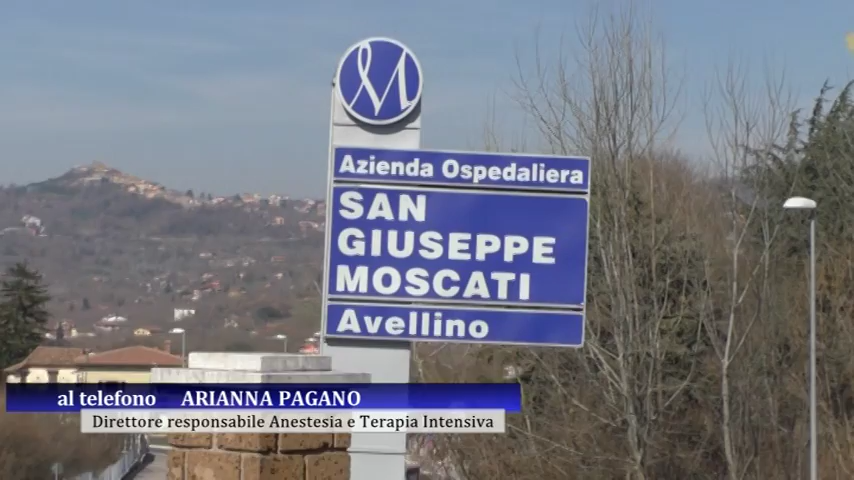 M
Azienda Ospedaliera
SAN
GIUSEPPE
MOSCATI
Avellino
al telefono ARIANNA PAGANO
Direttore responsabile Anestesia e Terapia Intensiva